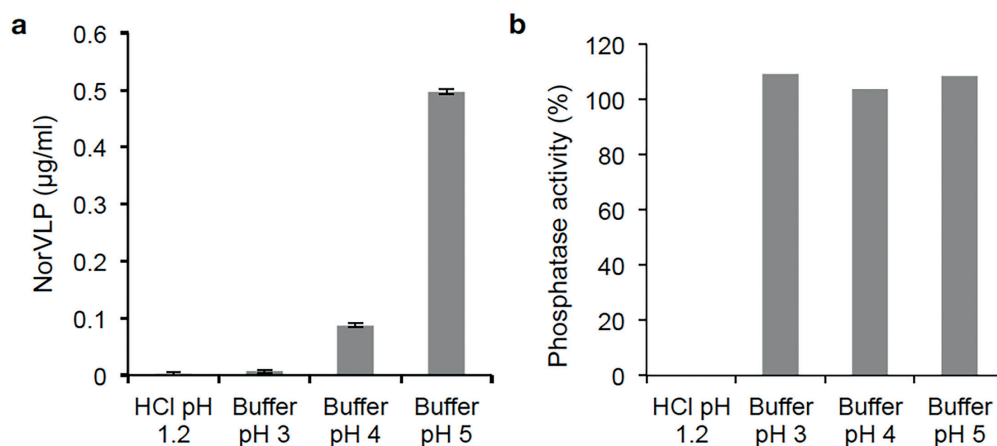 a
NorVLP (µg/ml)
0.6
0.5
0.4
0.3
0.2
0.1
0
HCl pH
1.2
Buffer
pH 3
Buffer
pH 4
Buffer
pH 5
b
Phosphatase activity (%)
120
100
80
60
40
20
0
HCl pH
1.2
Buffer
pH 3
Buffer
pH 4
Buffer
pH 5